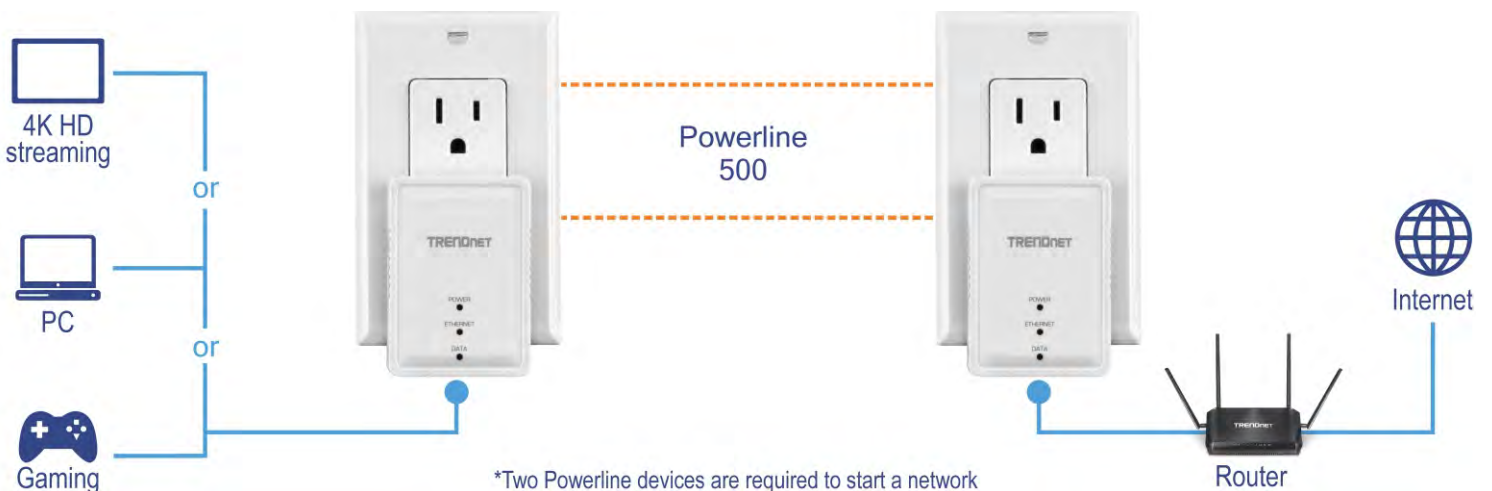 4K HD
streaming
or
PC
or
Gaming
TRENDNET
POWER
ETHERNET
DATA
Powerline
500
TRENDNET
POWER
ETHERNET
DATA
*Two Powerline devices are required to start a network
TRENDNET
Router
Internet